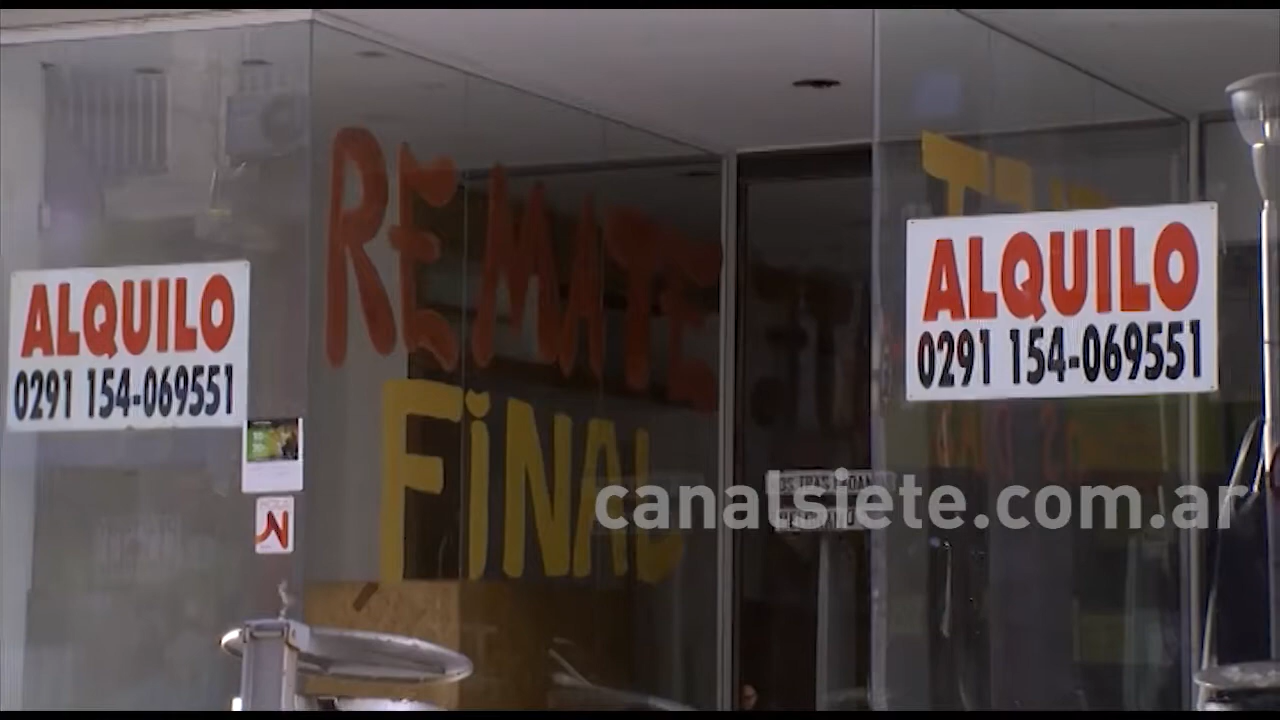 REMATE
FiNAL
ALQUILO
0291 154-069551
ALQUILO
0291 154-069551
N
canalsiete.com.ar